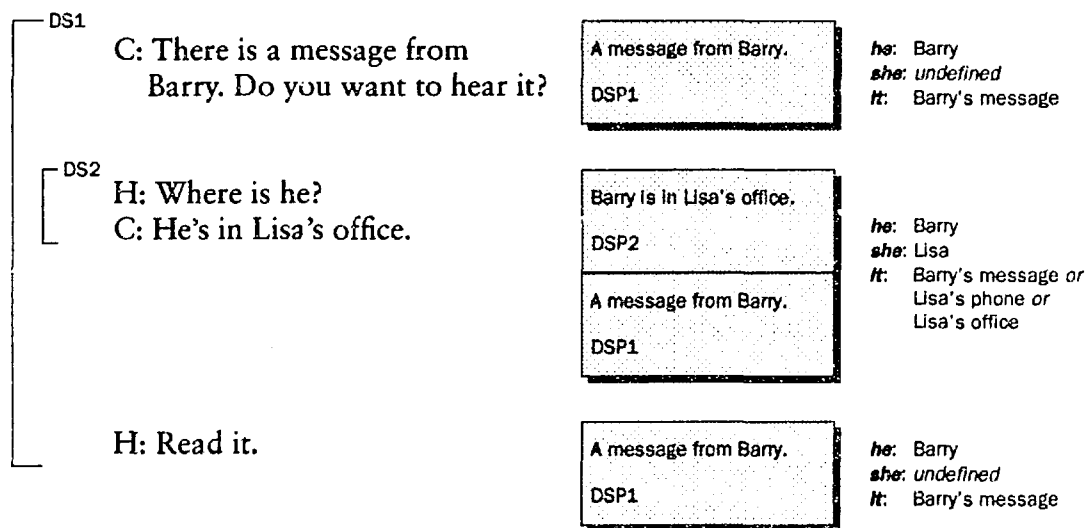 DS1
C: There is a message from
Barry. Do you want to hear it?
A message from Barry.
DSP1
he: Barry
she: undefined
it: Barry's message
DS2
H: Where is he?
C: He's in Lisa's office.
Barry is in Lisa's office.
DSP2
A message from Barry.
DSP1
he: Barry
she: Lisa
it: Barry's message or
Lisa's phone or
Lisa's office
H: Read it.
A message from Barry.
DSP1
he: Barry
she: undefined
it: Barry's message